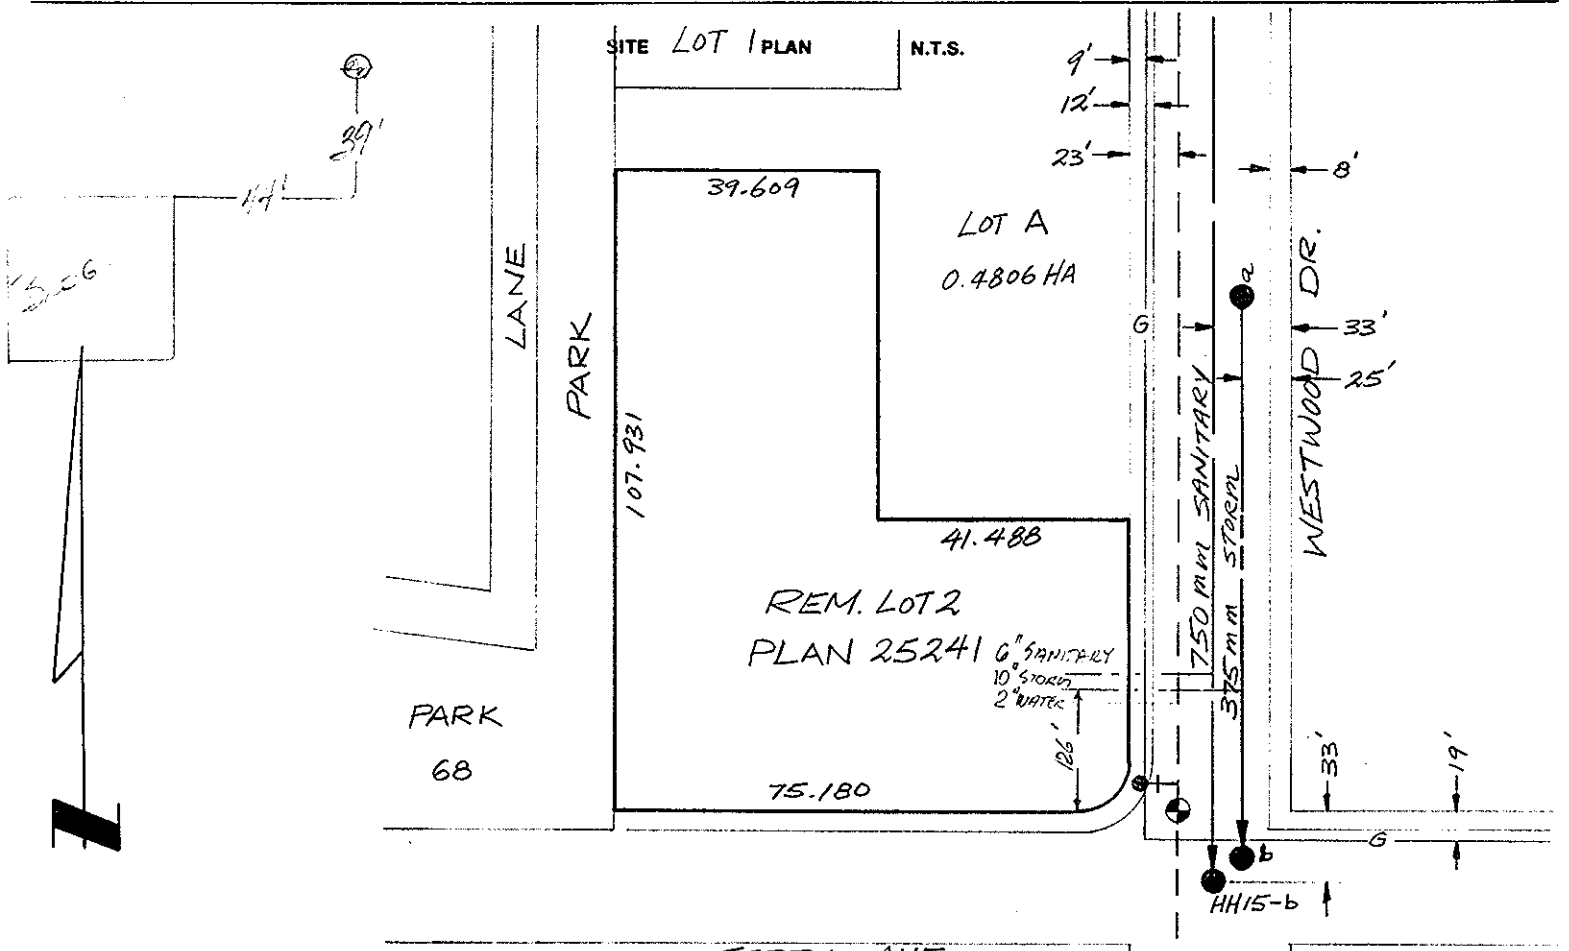 SITE LOT 1 PLAN N.T.S.
39'
44'
9'
12'
23'
8'
39.609
LOT A
0.4806 HA
LANE
PARK
107.931
G
a
33'
25'
WESTWOOD DR.
750 mm SANITARY
375 mm STORM
41.488
REM. LOT 2
PLAN 25241
6" SANITARY
10" STORM
2" WATER
126'
PARK
68
75.180
33'
19'
G
b
HH15-b
AVE